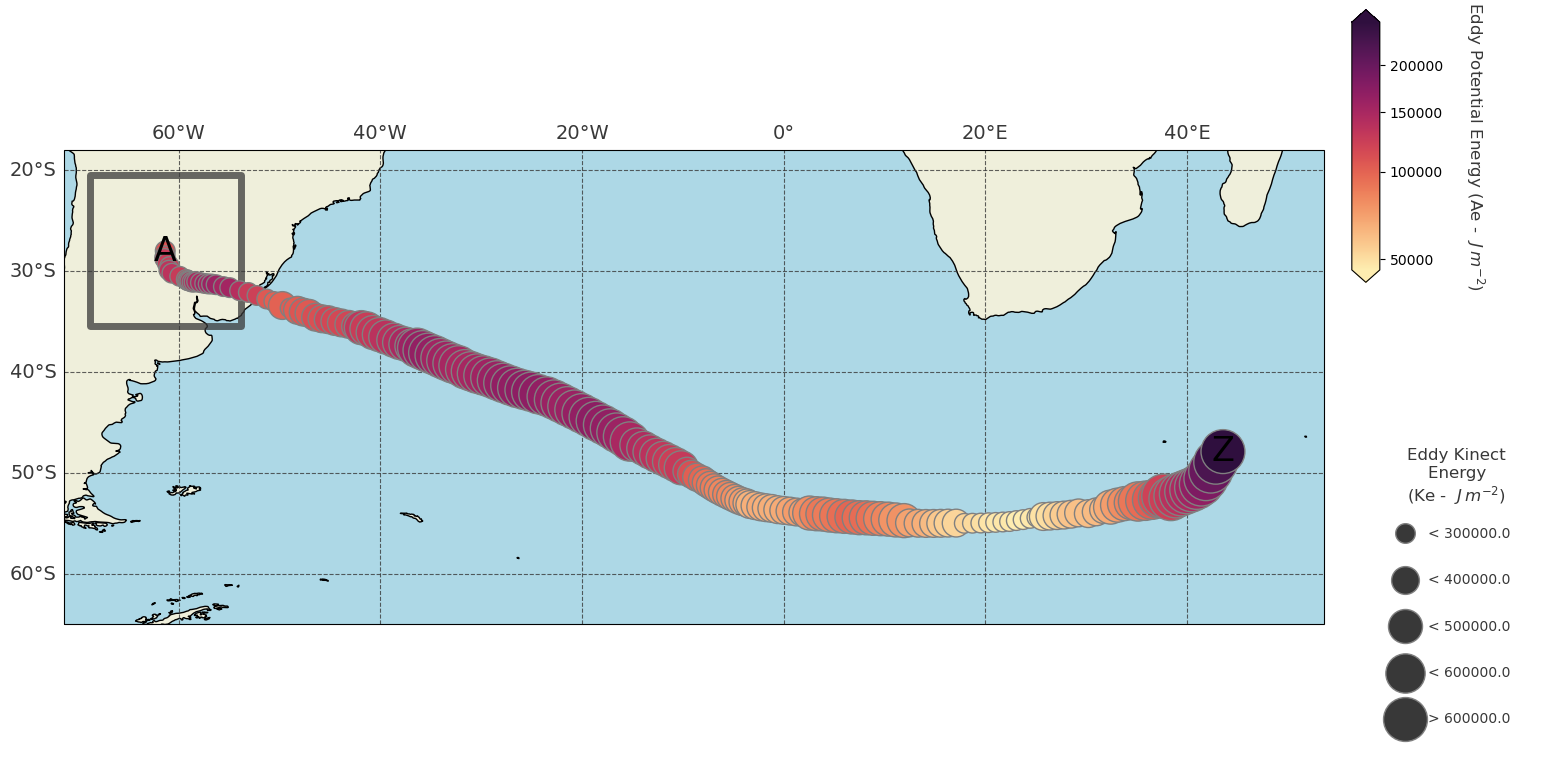 60°W 40°W 20°W 0° 20°E 40°E
20°S
30°S
40°S
50°S
60°S
A
Z
200000
150000
100000
50000
Eddy Potential Energy (Ae - J m⁻²)
Eddy Kinect
Energy
(Ke - J m⁻²)
< 300000.0
< 400000.0
< 500000.0
< 600000.0
> 600000.0